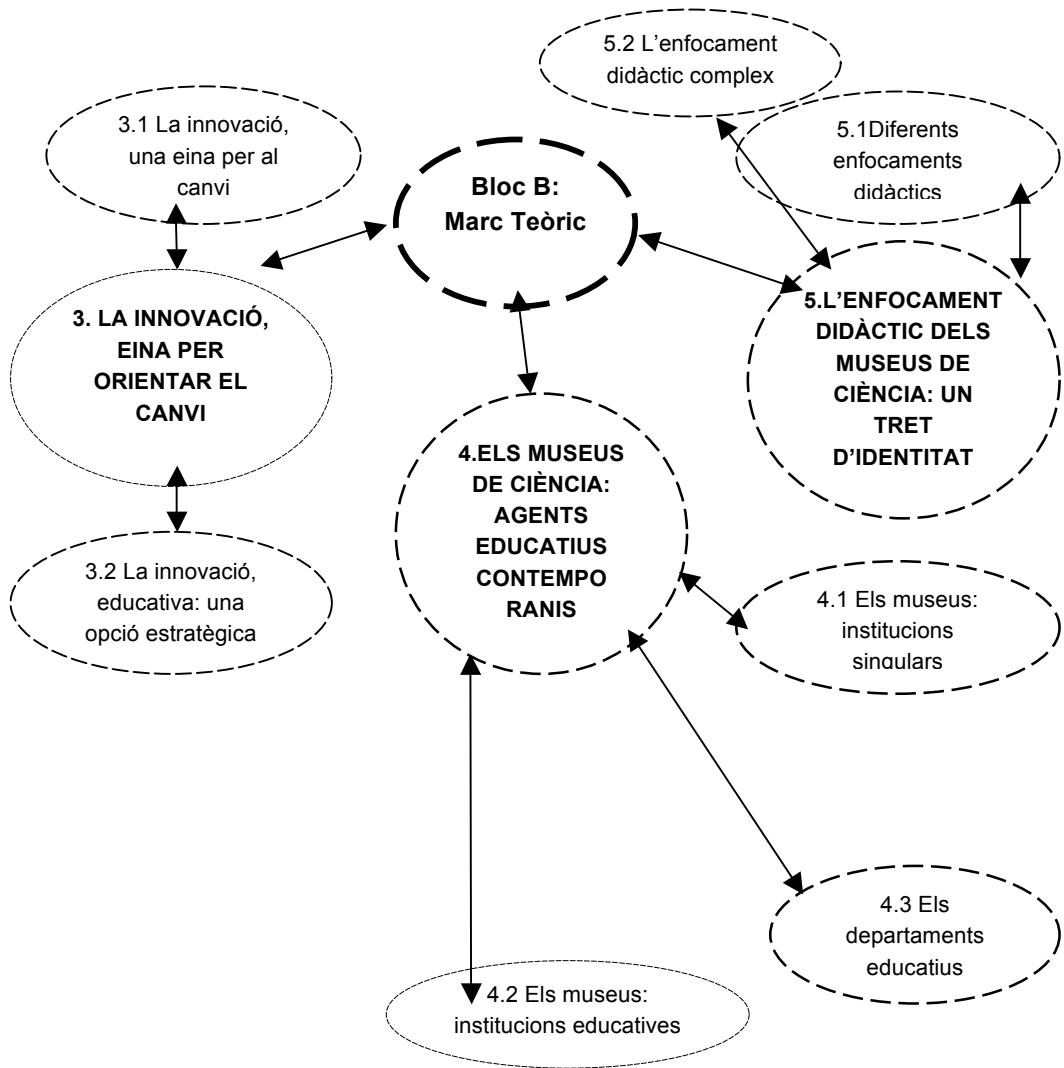 5.2 L’enfocament
didàctic complex
3.1 La innovació,
una eina per al
canvi
5.1Diferents
enfocaments
didàctics
Bloc B:
Marc Teòric
3. LA INNOVACIÓ,
EINA PER
ORIENTAR EL
CANVI
5.L’ENFOCAMENT
DIDÀCTIC DELS
MUSEUS DE
CIÈNCIA: UN
TRET
D’IDENTITAT
4.ELS MUSEUS
DE CIÈNCIA:
AGENTS
EDUCATIUS
CONTEMPO
RANIS
3.2 La innovació,
educativa: una
opció estratègica
4.1 Els museus:
institucions
singulars
4.3 Els
departaments
educatius
4.2 Els museus:
institucions educatives